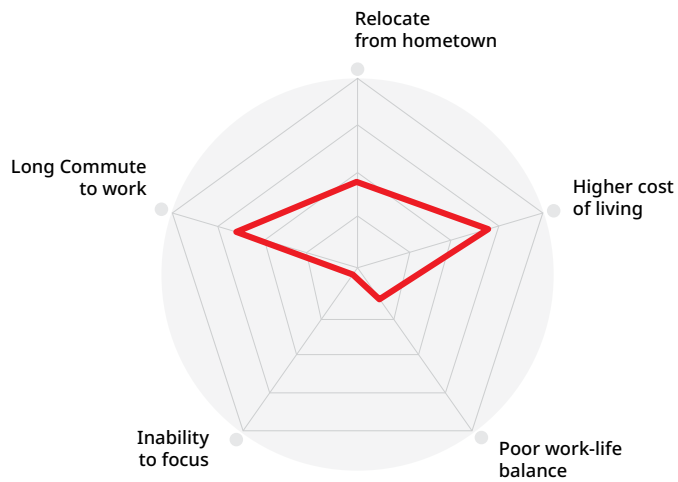 Relocate
from hometown
Long Commute
to work
Higher cost
of living
Inability
to focus
Poor work-life
balance